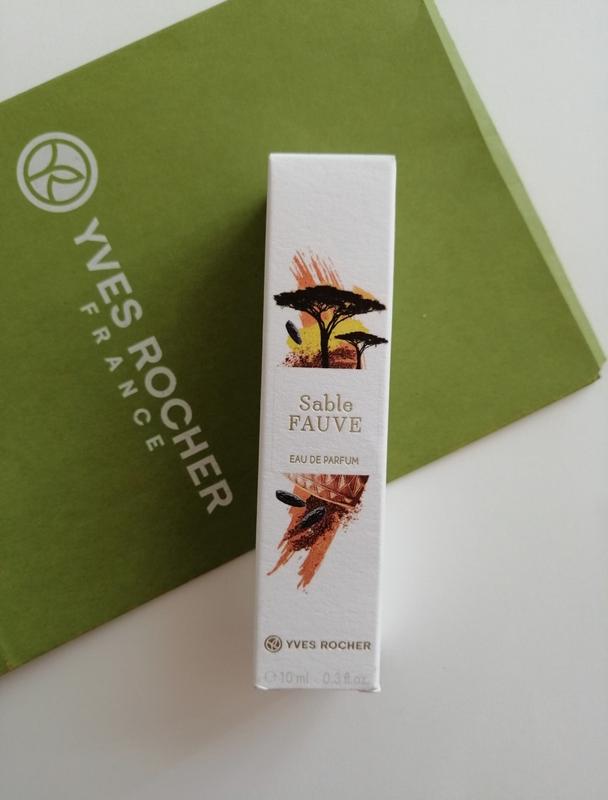 YVES ROCHER
FRANCE
Sable
FAUVE
EAU DE PARFUM
YVES ROCHER
℮ 10 ml 0.3 fl.oz.